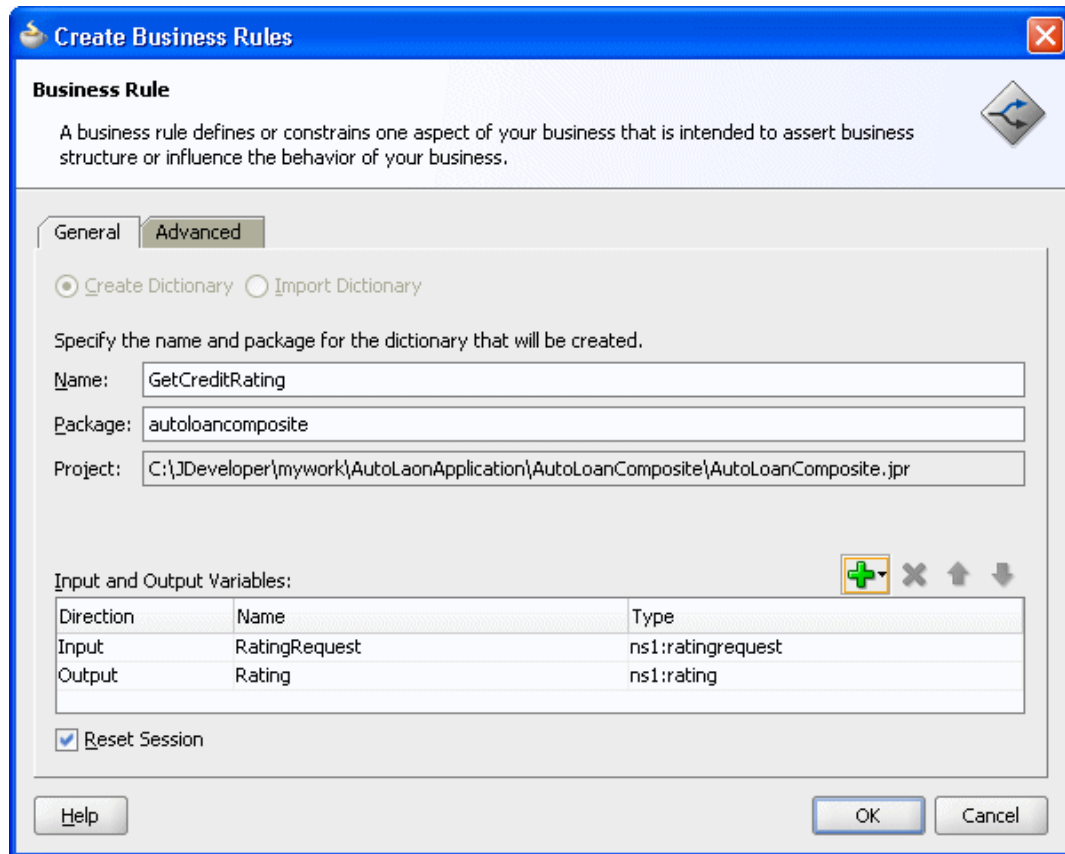 Create Business Rules
Business Rule
A business rule defines or constrains one aspect of your business that is intended to assert business
structure or influence the behavior of your business.
General Advanced
Create Dictionary Import Dictionary
Specify the name and package for the dictionary that will be created.
Name: GetCreditRating
Package: autoloancomposite
Project: C:\JDeveloper\mywork\AutoLaonApplication\AutoLoanComposite\AutoLoanComposite.jpr
Input and Output Variables:
Direction Name Type
Input RatingRequest ns1:ratingrequest
Output Rating ns1:rating
Reset Session
Help OK Cancel